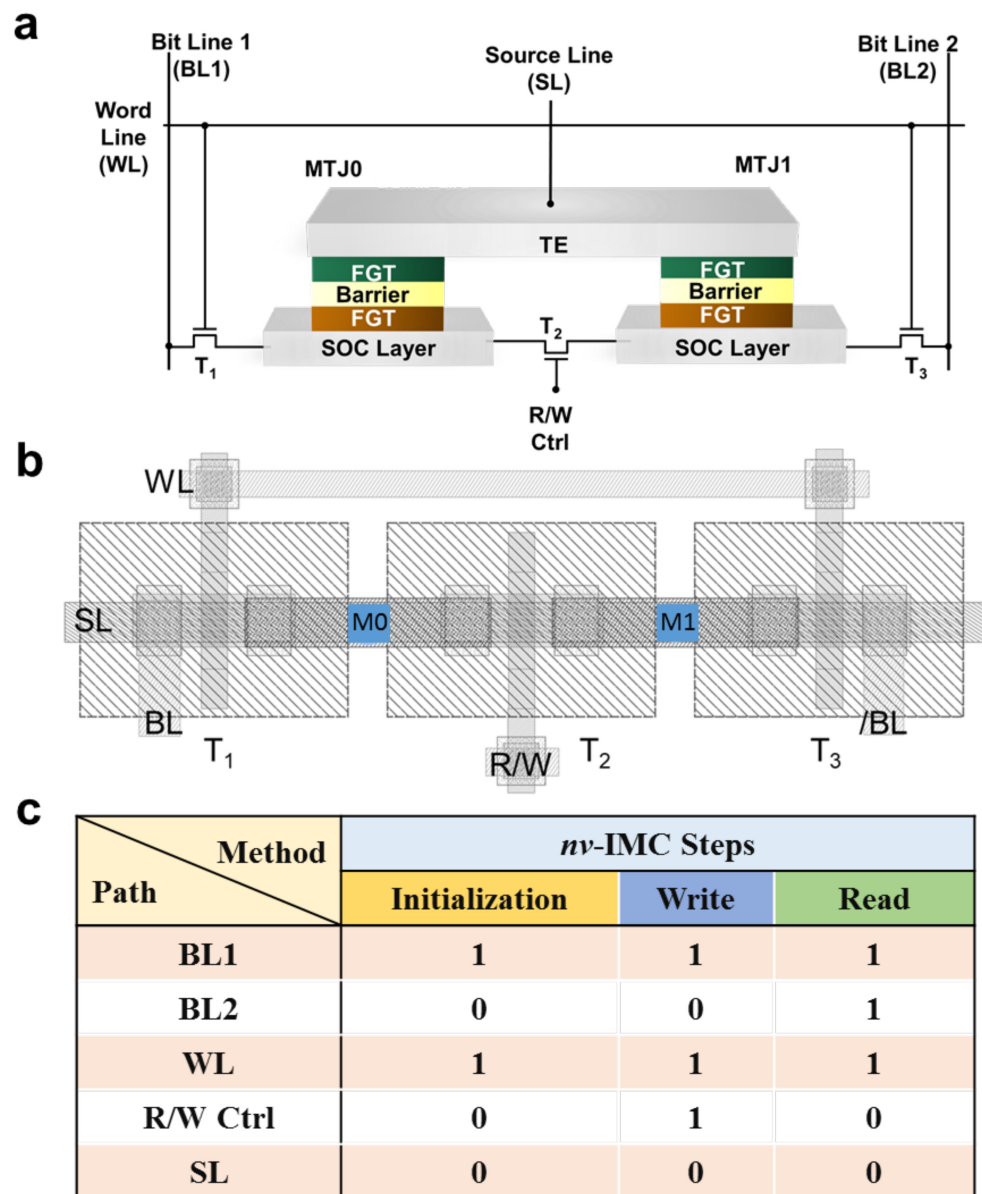 a
Bit Line 1
(BL1)
Source Line
(SL)
Bit Line 2
(BL2)
Word
Line
(WL)
MTJ0
MTJ1
TE
FGT
Barrier
FGT
SOC Layer
FGT
Barrier
FGT
SOC Layer
T1
T2
T3
R/W
Ctrl
b
WL
SL
M0
M1
BL
/BL
T1
R/W
T2
T3
c
Method
Path
nv-IMC Steps
Initialization Write Read
BL1 1 1 1
BL2 0 0 1
WL 1 1 1
R/W Ctrl 0 1 0
SL 0 0 0